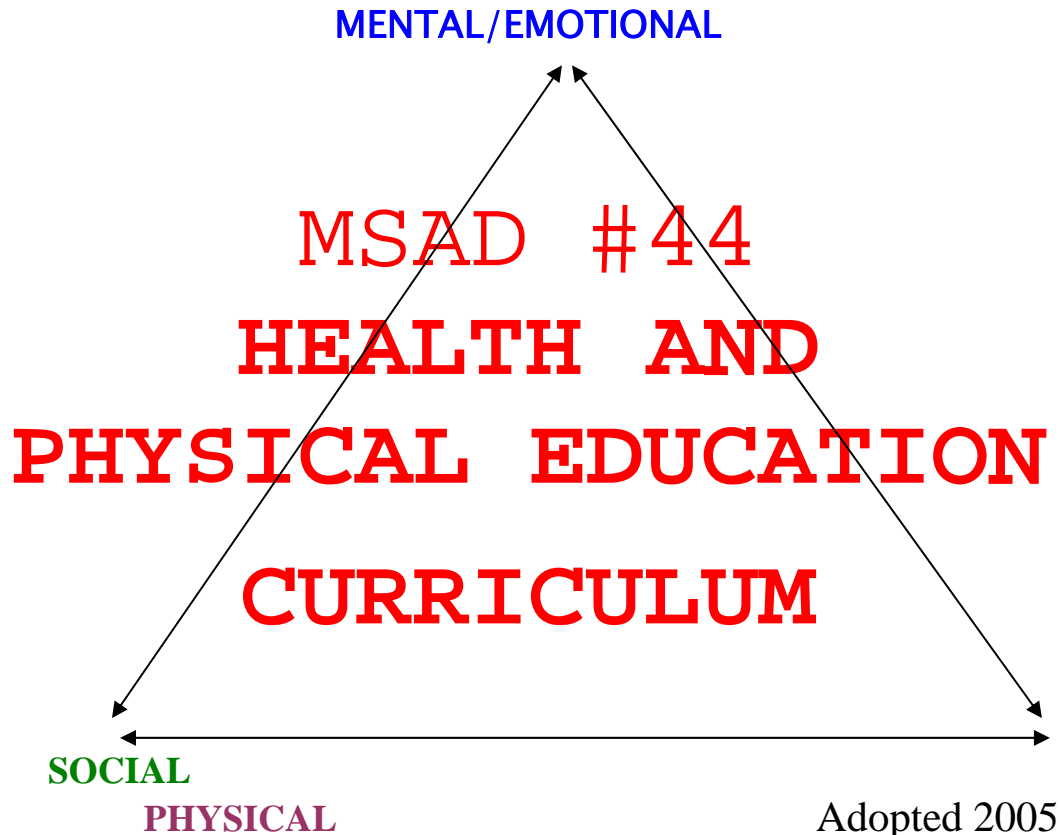 MENTAL/EMOTIONAL
MSAD #44
HEALTH AND
PHYSICAL EDUCATION
CURRICULUM
SOCIAL
PHYSICAL Adopted 2005